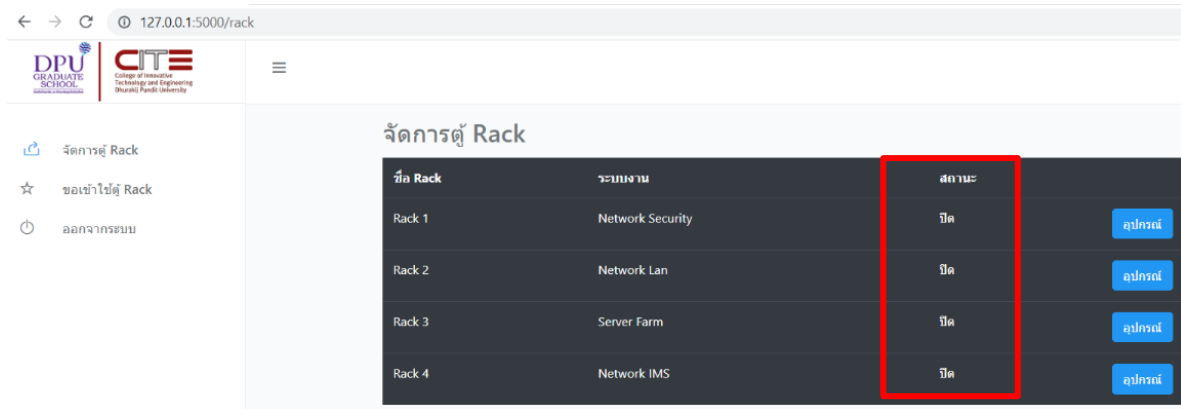 127.0.0.1:5000/rack
DPU
GRADUATE
SCHOOL
CITE
College of Innovative
Technology and Engineering
Dhurakij Pundit University
จัดการตู้ Rack
ขอเข้าใช้ตู้ Rack
ออกจากระบบ
จัดการตู้ Rack
ชื่อ Rack ระบบงาน สถานะ
Rack 1 Network Security ปิด อุปกรณ์
Rack 2 Network Lan ปิด อุปกรณ์
Rack 3 Server Farm ปิด อุปกรณ์
Rack 4 Network IMS ปิด อุปกรณ์